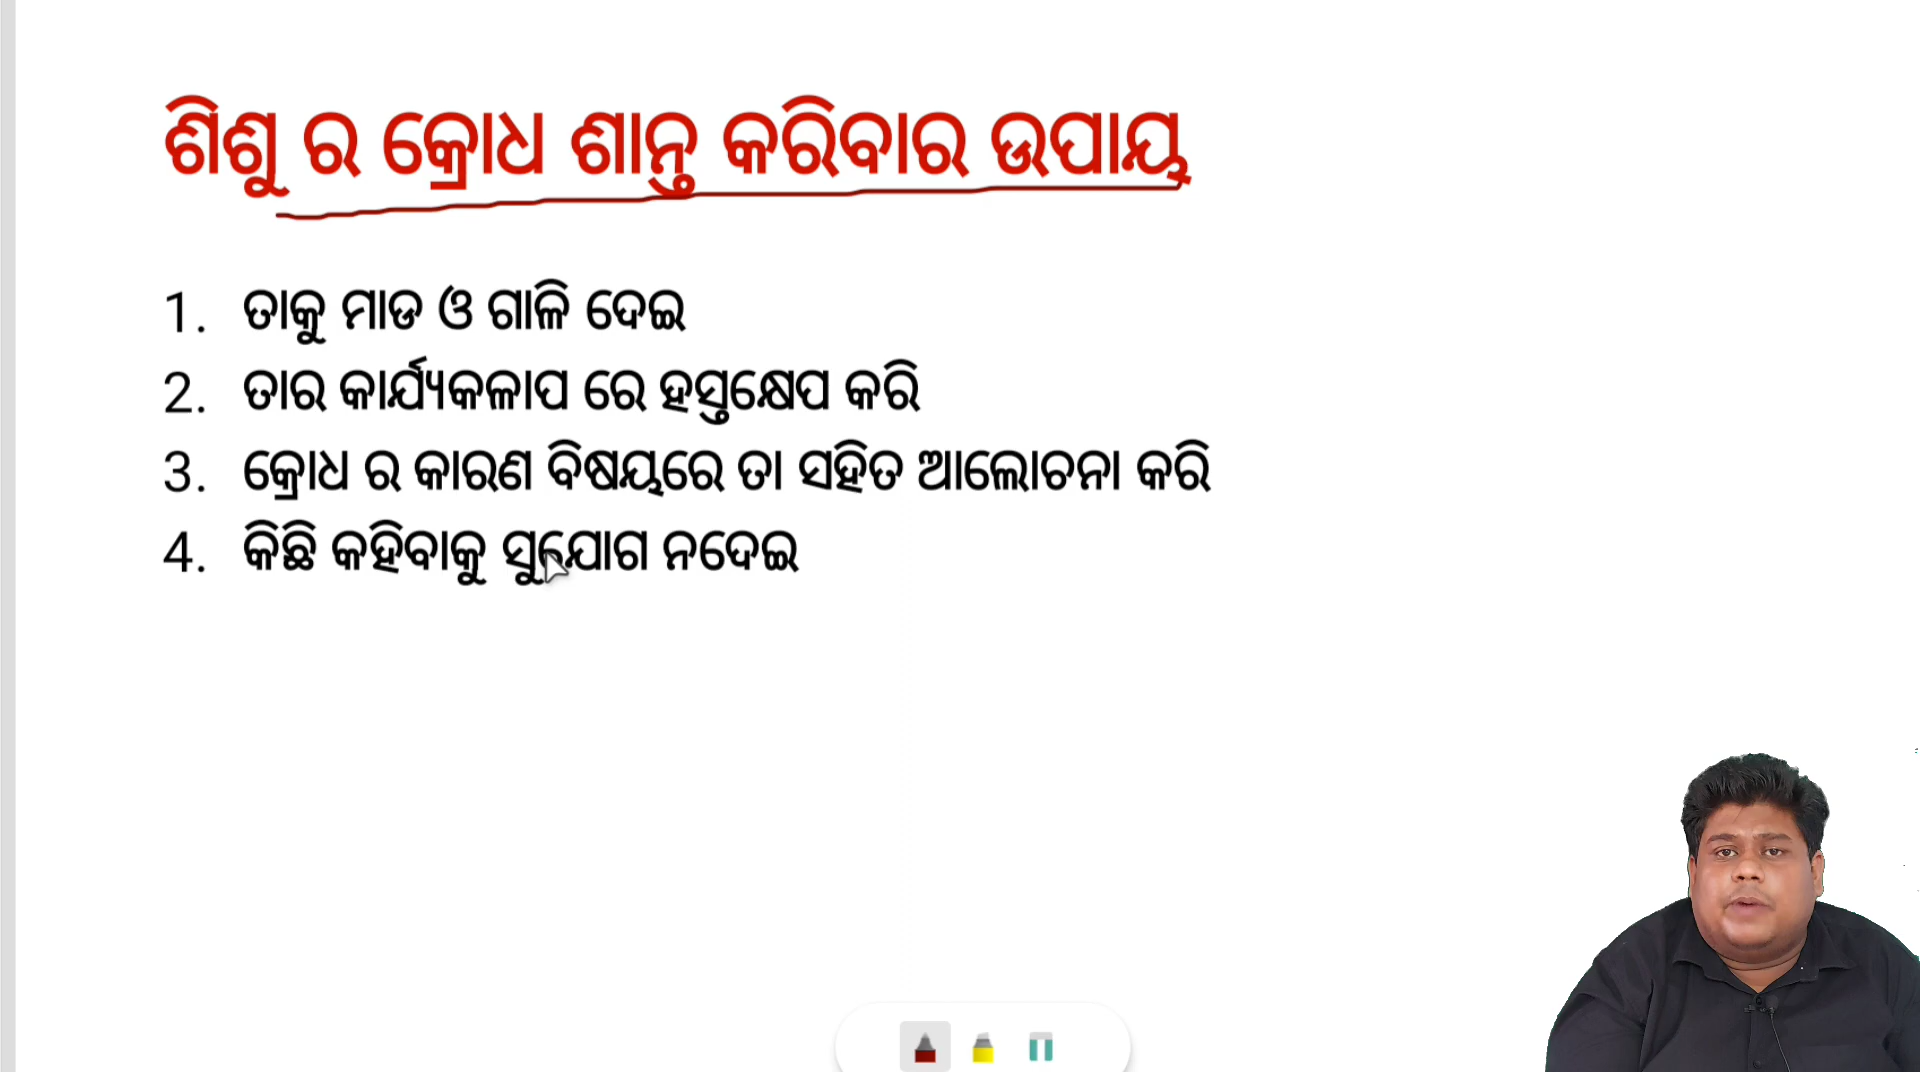 ଶିଶୁ ର କ୍ରୋଧ ଶାନ୍ତ କରିବାର ଉପାୟ
1. ତାକୁ ମାଡ ଓ ଗାଳି ଦେଇ
2. ତାର କାର୍ଯ୍ୟକଳାପ ରେ ହସ୍ତକ୍ଷେପ କରି
3. କ୍ରୋଧ ର କାରଣ ବିଷୟରେ ତା ସହିତ ଆଲୋଚନା କରି
4. କିଛି କହିବାକୁ ସୁଯୋଗ ନଦେଇ